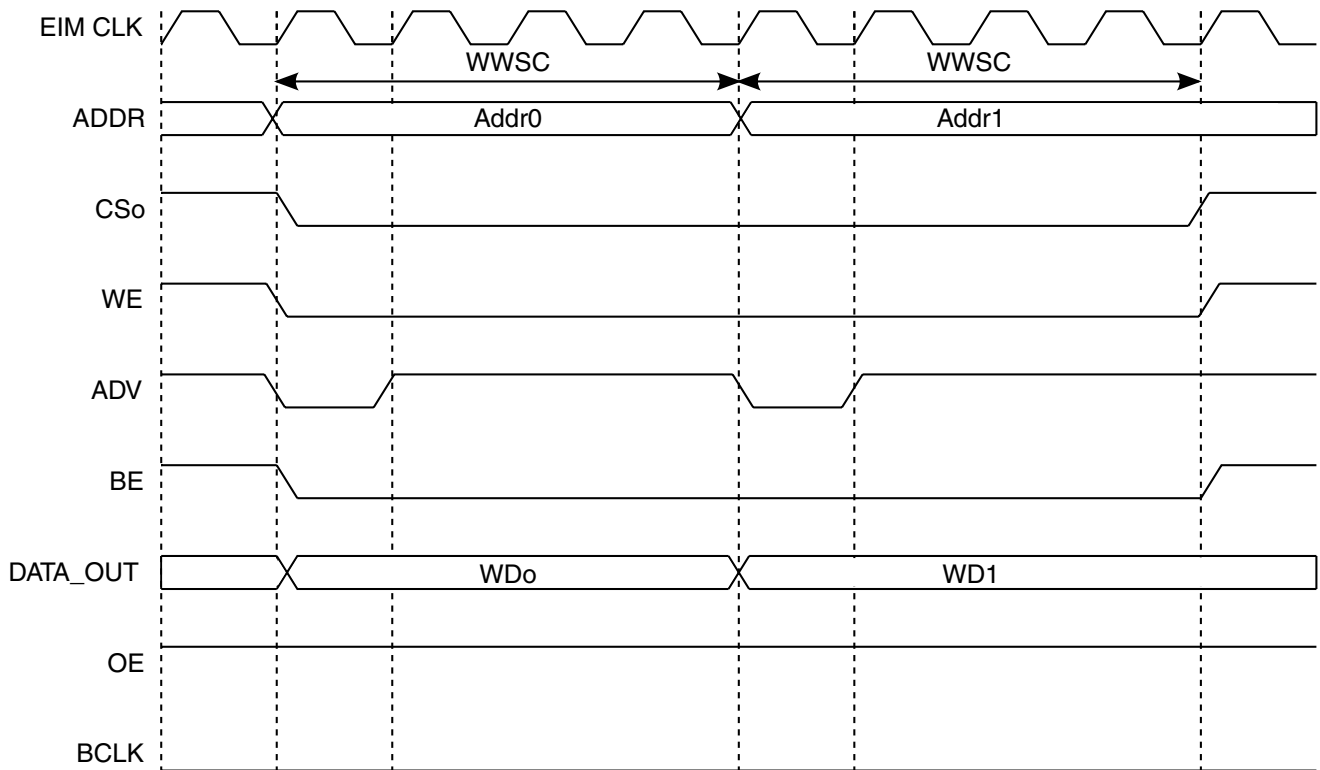 EIM CLK
WWSC WWSC
ADDR Addr0 Addr1
CSo
WE
ADV
BE
DATA_OUT WDo WD1
OE
BCLK